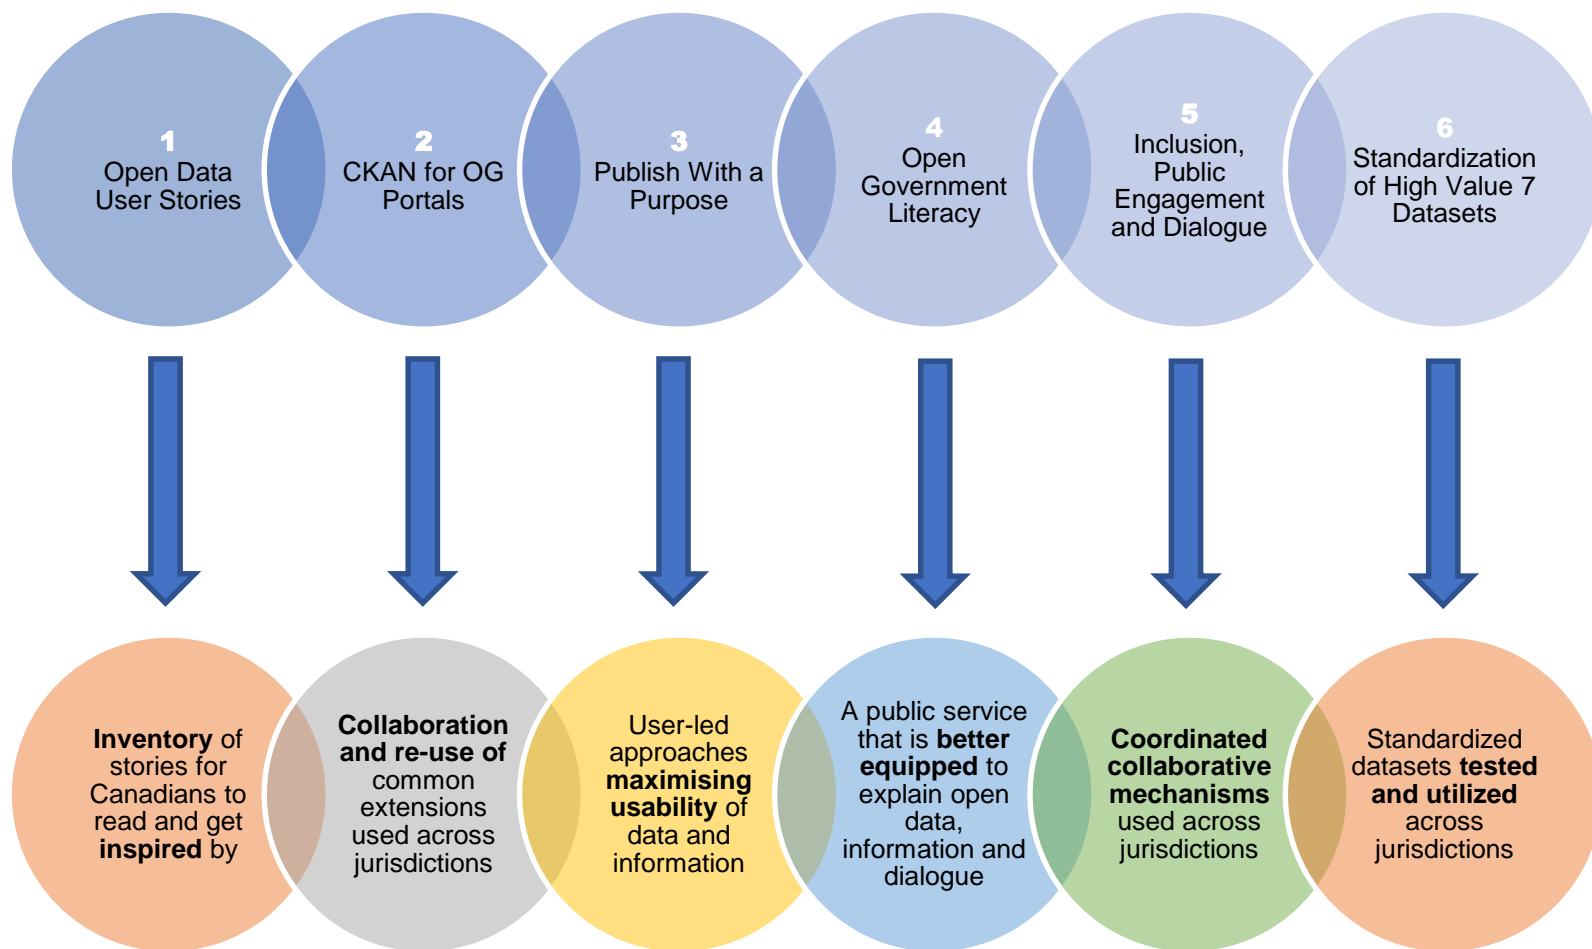 1
Open Data
User Stories
2
CKAN for OG
Portals
3
Publish With a
Purpose
4
Open
Government
Literacy
5
Inclusion,
Public
Engagement
and Dialogue
6
Standardization
of High Value 7
Datasets
Inventory of
stories for
Canadians to
read and get
inspired by
Collaboration
and re-use of
common
extensions
used across
jurisdictions
User-led
approaches
maximising
usability of
data and
information
A public service
that is better
equipped to
explain open
data,
information and
dialogue
Coordinated
collaborative
mechanisms
used across
jurisdictions
Standardized
datasets tested
and utilized
across
jurisdictions